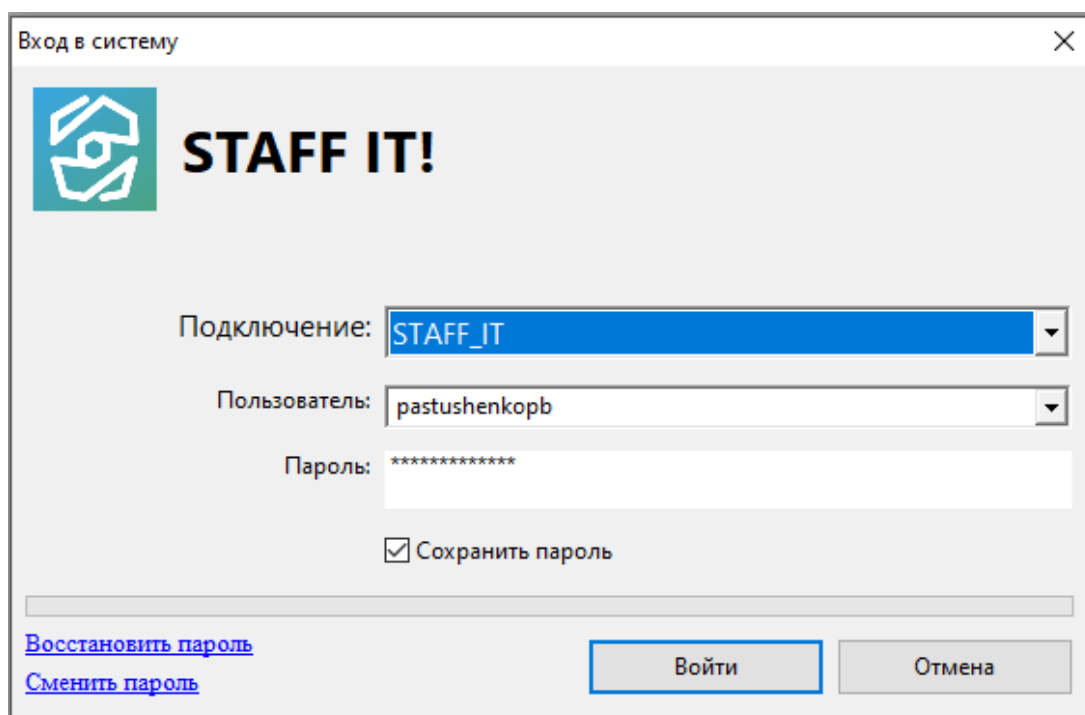 Вход в систему
STAFF IT!
Подключение: STAFF_IT
Пользователь: pastushenkopb
Пароль: *************
Сохранить пароль
Восстановить пароль
Сменить пароль
Войти
Отмена